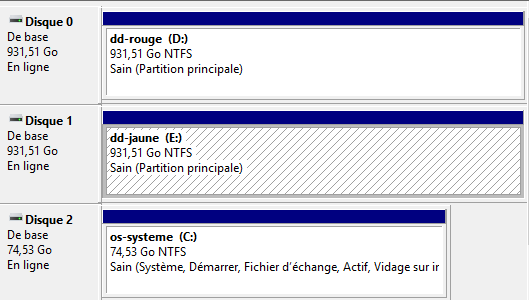 Disque 0
De base
931,51 Go
En ligne
dd-rouge (D:)
931,51 Go NTFS
Sain (Partition principale)
Disque 1
De base
931,51 Go
En ligne
dd-jaune (E:)
931,51 Go NTFS
Sain (Partition principale)
Disque 2
De base
74,53 Go
En ligne
os-systeme (C:)
74,53 Go NTFS
Sain (Système, Démarrer, Fichier d'échange, Actif, Vidage sur ir